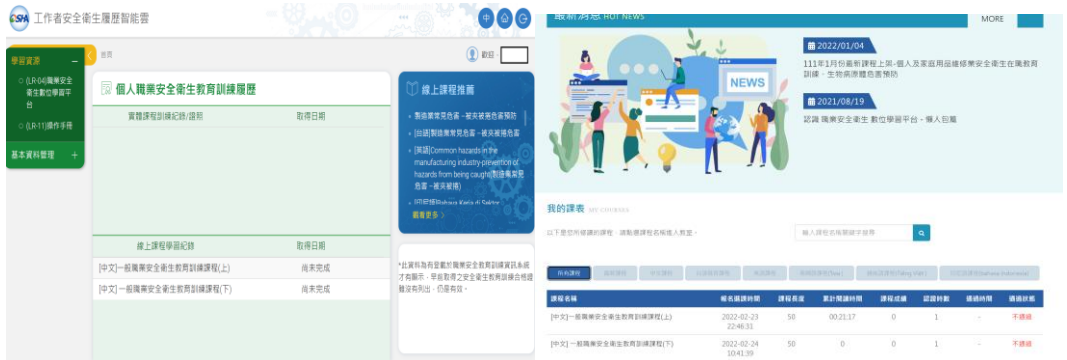 OSHA 工作者安全衛生履歷智能雲
中
學習資源 −
(LR-04)職業安全
衛生數位學習平
台
(LR-11)操作手冊
基本資料管理 +
首頁
歡迎,
個人職業安全衛生教育訓練履歷
實體課程訓練紀錄/證照 取得日期
線上課程學習紀錄 取得日期
[中文]一般職業安全衛生教育訓練課程(上) 尚未完成
[中文] 一般職業安全衛生教育訓練課程(下) 尚未完成
線上課程推薦
製造業常見危害 –被夾被捲危害預防
[台語]製造業常見危害 –被夾被捲危害
[英語]Common hazards in the
manufacturing industry-prevention of
hazards from being caught(製造業常見
危害 –被夾被捲)
觀看更多 〉
*此資料為有登載於職業安全教育訓練資訊系統
才有顯示，早前取得之安全衛生教育訓練合格證
雖沒有列出，仍是有效。
最新消息 HOT NEWS
MORE
NEWS
2022/01/04
111年1月份最新課程上架-個人及家庭用品維修業安全衛生在職教育
訓練、生物病原體危害預防
2021/08/19
認識 職業安全衛生 數位學習平台 - 懶人包篇
我的課表 MY COURSES
以下是您所修讀的課程，請點選課程名稱進入教室。
輸入課程名稱關鍵字搜尋
所有課程
課程名稱 報名選課時間 課程長度 累計閱讀時間 課程成績 認證時數 通過時間 通過狀態
[中文]一般職業安全衛生教育訓練課程(上) 2022-02-23 22:46:31 50 00:21:17 0 1 - 不通過
[中文]一般職業安全衛生教育訓練課程(下) 2022-02-24 10:41:39 50 0 0 1 - 不通過